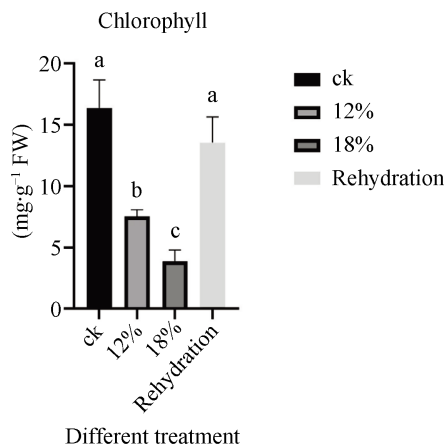 Chlorophyll
(mg·g⁻¹ FW)
20
15
10
5
0
a
b
c
a
ck
12%
18%
Rehydration
Different treatment
ck
12%
18%
Rehydration